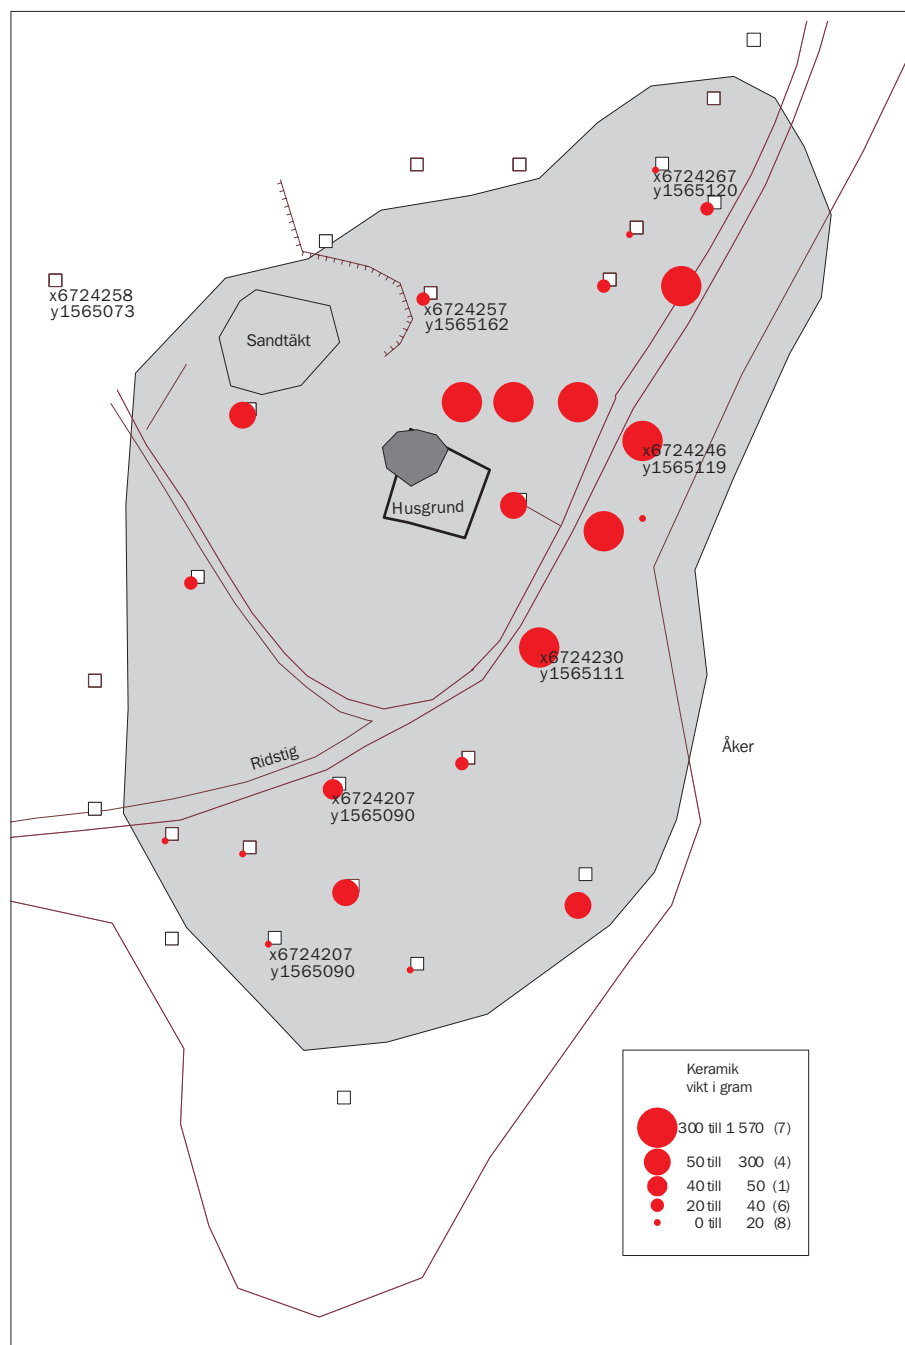 x6724267
y1565120
x6724258
y1565073
x6724257
y1565162
Sandtäkt
x6724246
y1565119
Husgrund
x6724230
y1565111
Åker
Ridstig
x6724207
y1565090
x6724207
y1565090
Keramik
vikt i gram
300 till 1 570 (7)
50 till 300 (4)
40 till 50 (1)
20 till 40 (6)
0 till 20 (8)